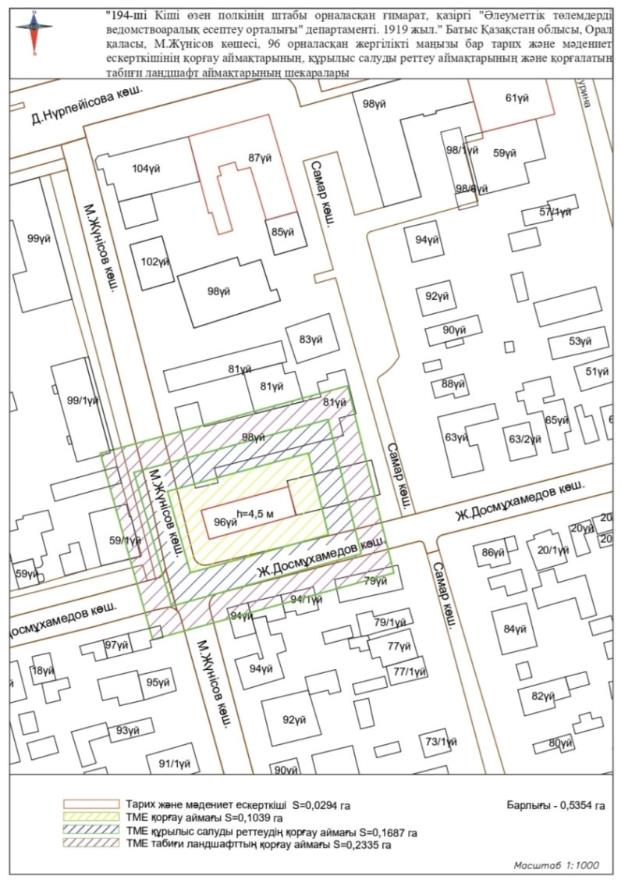 "194-ші Кіші өзен полкінің штабы орналасқан ғимарат, қазіргі "Әлеуметтік төлемдерді
ведомствоаралық есептеу орталығы" департаменті. 1919 жыл." Батыс Қазақстан облысы, Орал
қаласы, М.Жүнісов көшесі, 96 орналасқан жергілікті маңызы бар тарих және мәдениет
ескерткішінің қорғау аймақтарының, құрылыс салуды реттеу аймақтарының және қорғалатын
табиғи ландшафт аймақтарының шекаралары
Д.Нүрпейісова көш.
98үй
61үй
урина
104үй
87үй
98/1үй
59үй
Самар көш.
М.Жүнісов көш.
57/1үй
99үй
85үй
94үй
102үй
98үй
92үй
90үй
83үй
53үй
81үй
51үй
81үй
88үй
99/1үй
81үй
65үй
98үй
63үй
63/2үй
Самар көш.
М.Жүнісов көш.
h=4,5 м
96үй
Ж.Досмұхамедов көш.
59/1үй
20үй
Ж.Досмұхамедов көш.
86үй
20/1үй
59үй
79үй
Самар көш.
94/1үй
досмұхамедов көш.
94үй
79/1үй
84үй
97үй
М.Жүнісов көш.
77үй
18үй
94үй
77/1үй
95үй
82үй
92үй
93үй
73/1үй
80үй
91/1үй
90үй
Тарих және мәдениет ескерткіші S=0,0294 га
Барлығы - 0,5354 га
ТМЕ қорғау аймағы S=0,1039 га
ТМЕ құрылыс салуды реттеудің қорғау аймағы S=0,1687 га
ТМЕ табиғи ландшафттың қорғау аймағы S=0,2335 га
Масштаб 1:1000